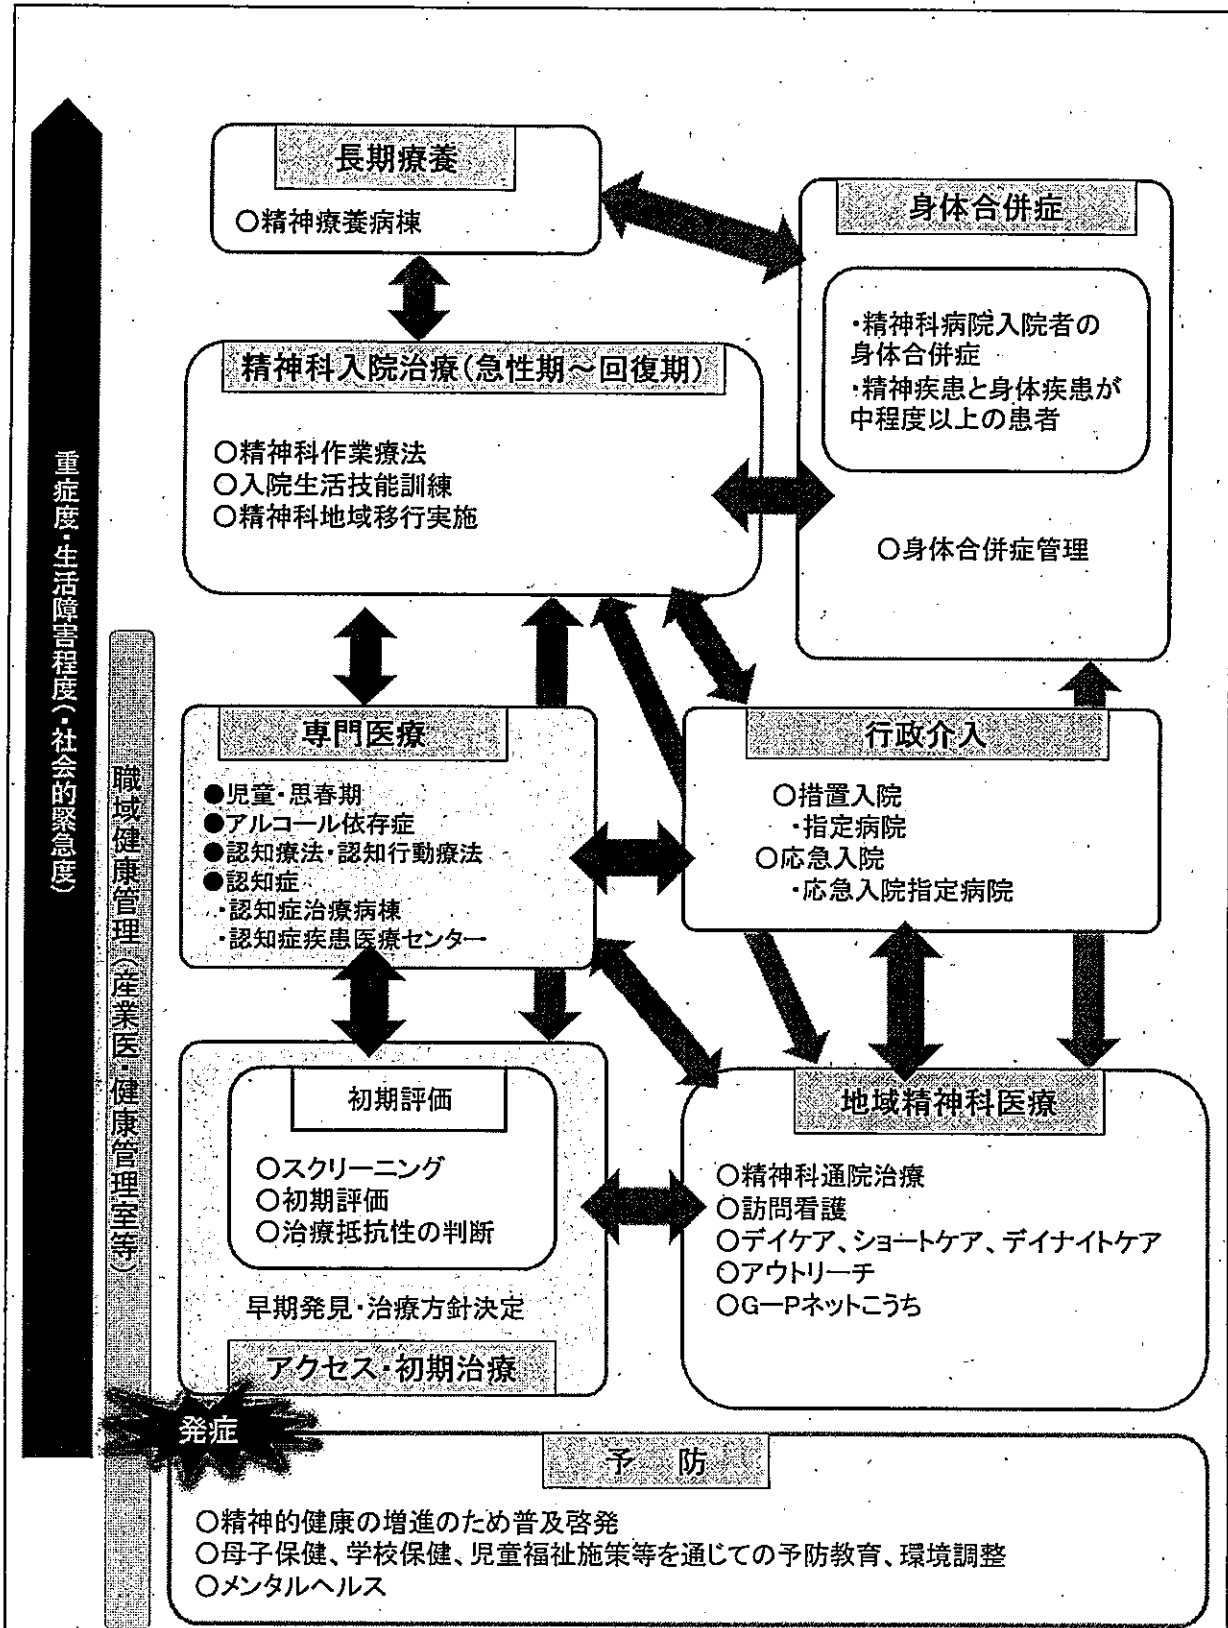 長期療養
○精神療養病棟
身体合併症
・精神科病院入院者の
身体合併症
・精神疾患と身体疾患が
中程度以上の患者
○身体合併症管理
精神科入院治療(急性期～回復期)
○精神科作業療法
○入院生活技能訓練
○精神科地域移行実施
重症度・生活障害程度(・社会的緊急度)
職域健康管理(産業医・健康管理室等)
専門医療
●児童・思春期
●アルコール依存症
●認知療法・認知行動療法
●認知症
・認知症治療病棟
・認知症疾患医療センター
行政介入
○措置入院
・指定病院
○応急入院
・応急入院指定病院
初期評価
○スクリーニング
○初期評価
○治療抵抗性の判断
早期発見・治療方針決定
アクセス・初期治療
地域精神科医療
○精神科通院治療
○訪問看護
○デイケア、ショートケア、デイナイトケア
○アウトリーチ
○G－Pネットこうち
発症
予　防
○精神的健康の増進のため普及啓発
○母子保健、学校保健、児童福祉施策等を通じての予防教育、環境調整
○メンタルヘルス